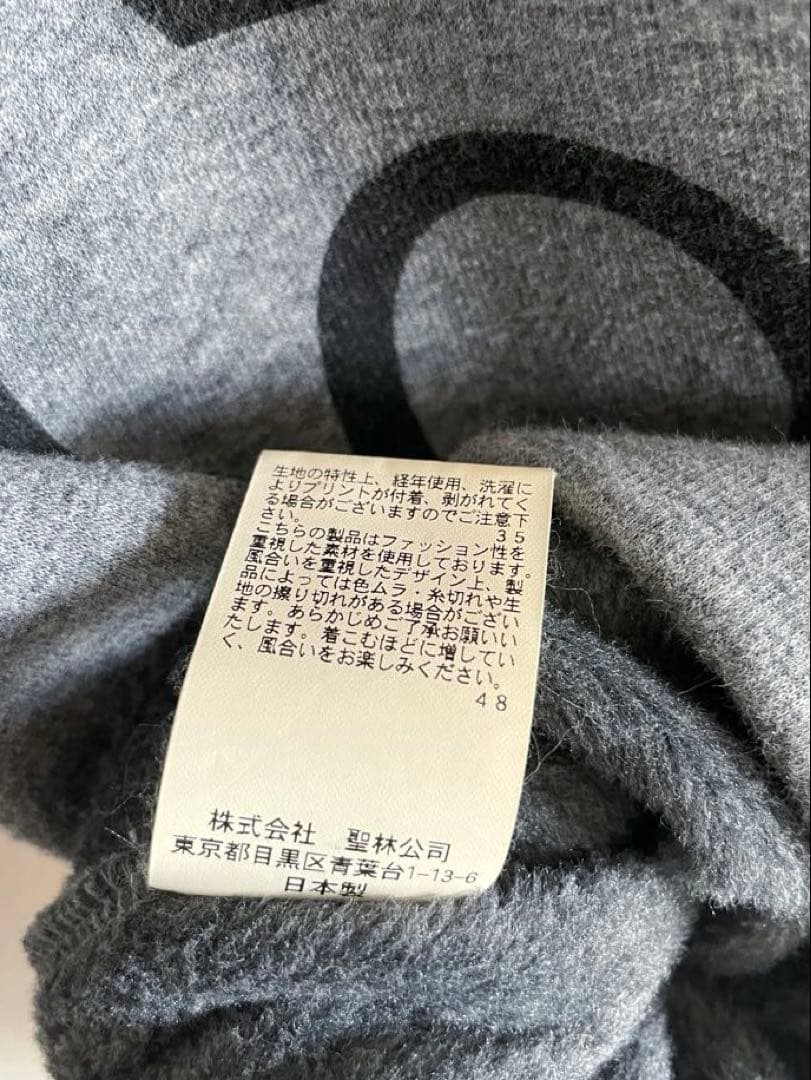 生地の特性上、経年使用、洗濯に
よりプリントが付着、剥がれてく
る場合がございますのでご注意下
さい。
35
こちらの製品はファッション性を
重視した素材を使用しております。
風合いを重視したデザイン上、製
品によっては色ムラ・糸切れや生
地の擦り切れがある場合がござい
ます。あらかじめご了承お願いい
たします。着こむほどに増してい
く、風合いをお楽しみください。
48
株式会社 聖林公司
東京都目黒区青葉台1-13-6
日本製